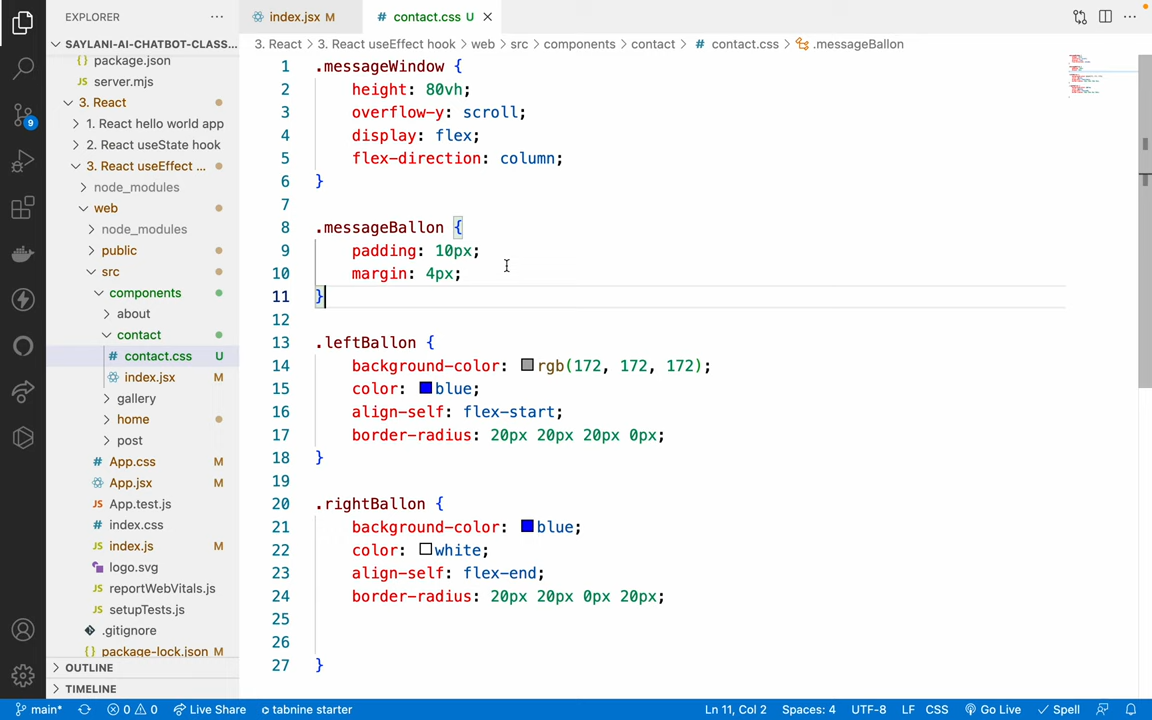 EXPLORER
SAYLANI-AI-CHATBOT-CLASS...
{} package.json
JS server.mjs
3. React
1. React hello world app
2. React useState hook
3. React useEffect ...
node_modules
web
node_modules
public
src
components
about
contact
# contact.css U
index.jsx M
gallery
home
post
# App.css M
App.jsx M
JS App.test.js
# index.css
JS index.js M
logo.svg
JS reportWebVitals.js
JS setupTests.js
.gitignore
{} package-lock.json M
OUTLINE
TIMELINE
9
index.jsx M
# contact.css U
3. React > 3. React useEffect hook > web > src > components > contact > # contact.css > .messageBallon
1 .messageWindow {
2 height: 80vh;
3 overflow-y: scroll;
4 display: flex;
5 flex-direction: column;
6 }
7
8 .messageBallon {
9 padding: 10px;
10 margin: 4px;
11 }
12
13 .leftBallon {
14 background-color: rgb(172, 172, 172);
15 color: blue;
16 align-self: flex-start;
17 border-radius: 20px 20px 20px 0px;
18 }
19
20 .rightBallon {
21 background-color: blue;
22 color: white;
23 align-self: flex-end;
24 border-radius: 20px 20px 0px 20px;
25
26
27 }
main* 0 0 Live Share tabnine starter Ln 11, Col 2 Spaces: 4 UTF-8 LF CSS Go Live Spell